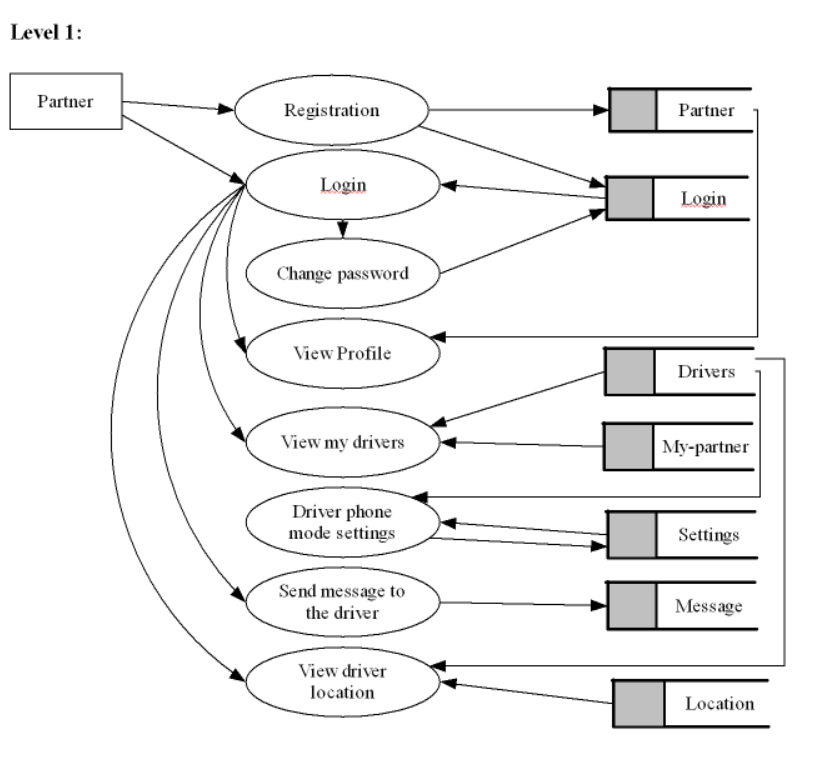 Level 1:
Partner
Registration
Partner
Login
Login
Change password
View Profile
Drivers
View my drivers
My-partner
Driver phone
mode settings
Settings
Send message to
the driver
Message
View driver
location
Location